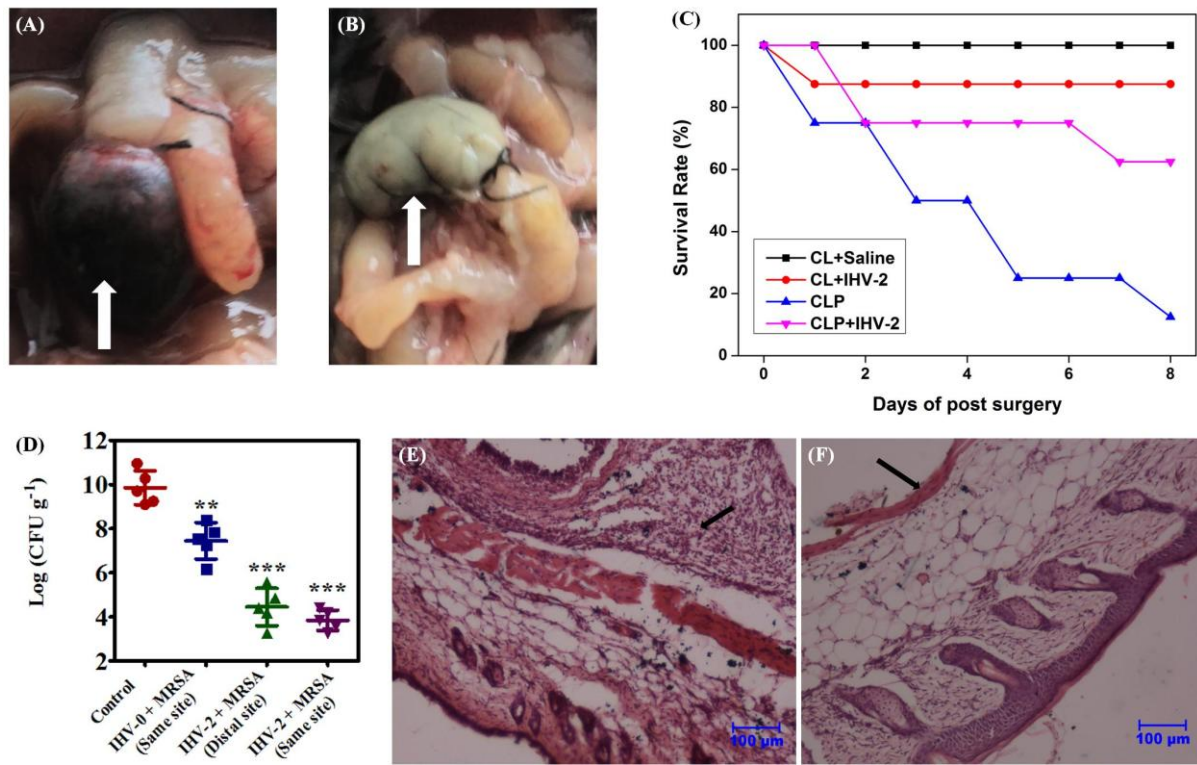 (A)
(B)
(C)
100
80
60
40
20
0
Survival Rate (%)
CL+Saline
CL+IHV-2
CLP
CLP+IHV-2
0
2
4
6
8
Days of post surgery
(D)
12
10
8
6
4
2
Log (CFU g⁻¹)
**
***
***
Control
IHV-0 + MRSA
(Same site)
IHV-2 + MRSA
(Distal site)
IHV-2 + MRSA
(Same site)
(E)
100 µm
(F)
100 µm